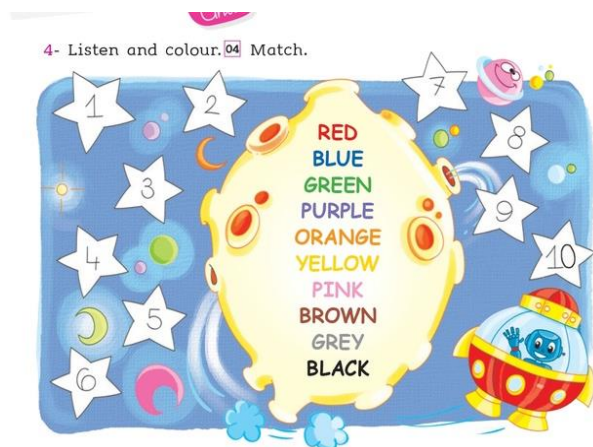 4- Listen and colour. 04 Match.
1
2
7
RED
BLUE
GREEN
PURPLE
ORANGE
YELLOW
PINK
BROWN
GREY
BLACK
8
3
9
4
10
5
6